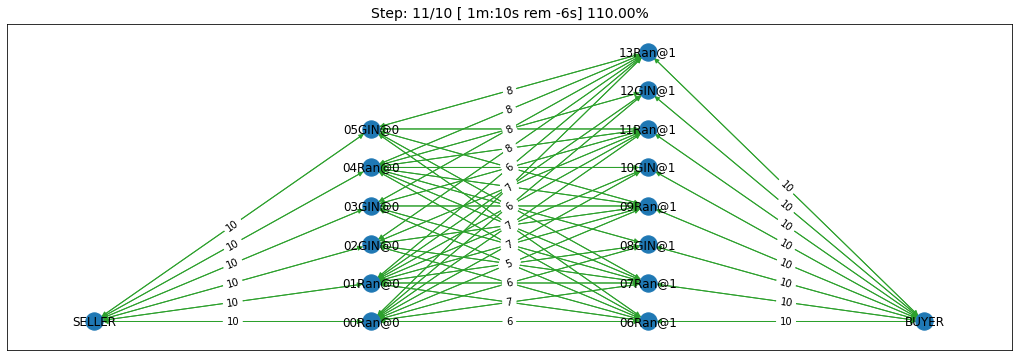 Step: 11/10 [ 1m:10s rem -6s] 110.00%
13Ran@1
8
12GIN@1
8
05GIN@0
8
11Ran@1
8
04Ran@0
6
10GIN@1
7
10
03GIN@0
6
09Ran@1
10
10
7
10
10
02GIN@0
7
08GIN@1
10
10
5
10
10
01Ran@0
6
07Ran@1
10
10
7
10
SELLER
10
00Ran@0
6
06Ran@1
10
BUYER